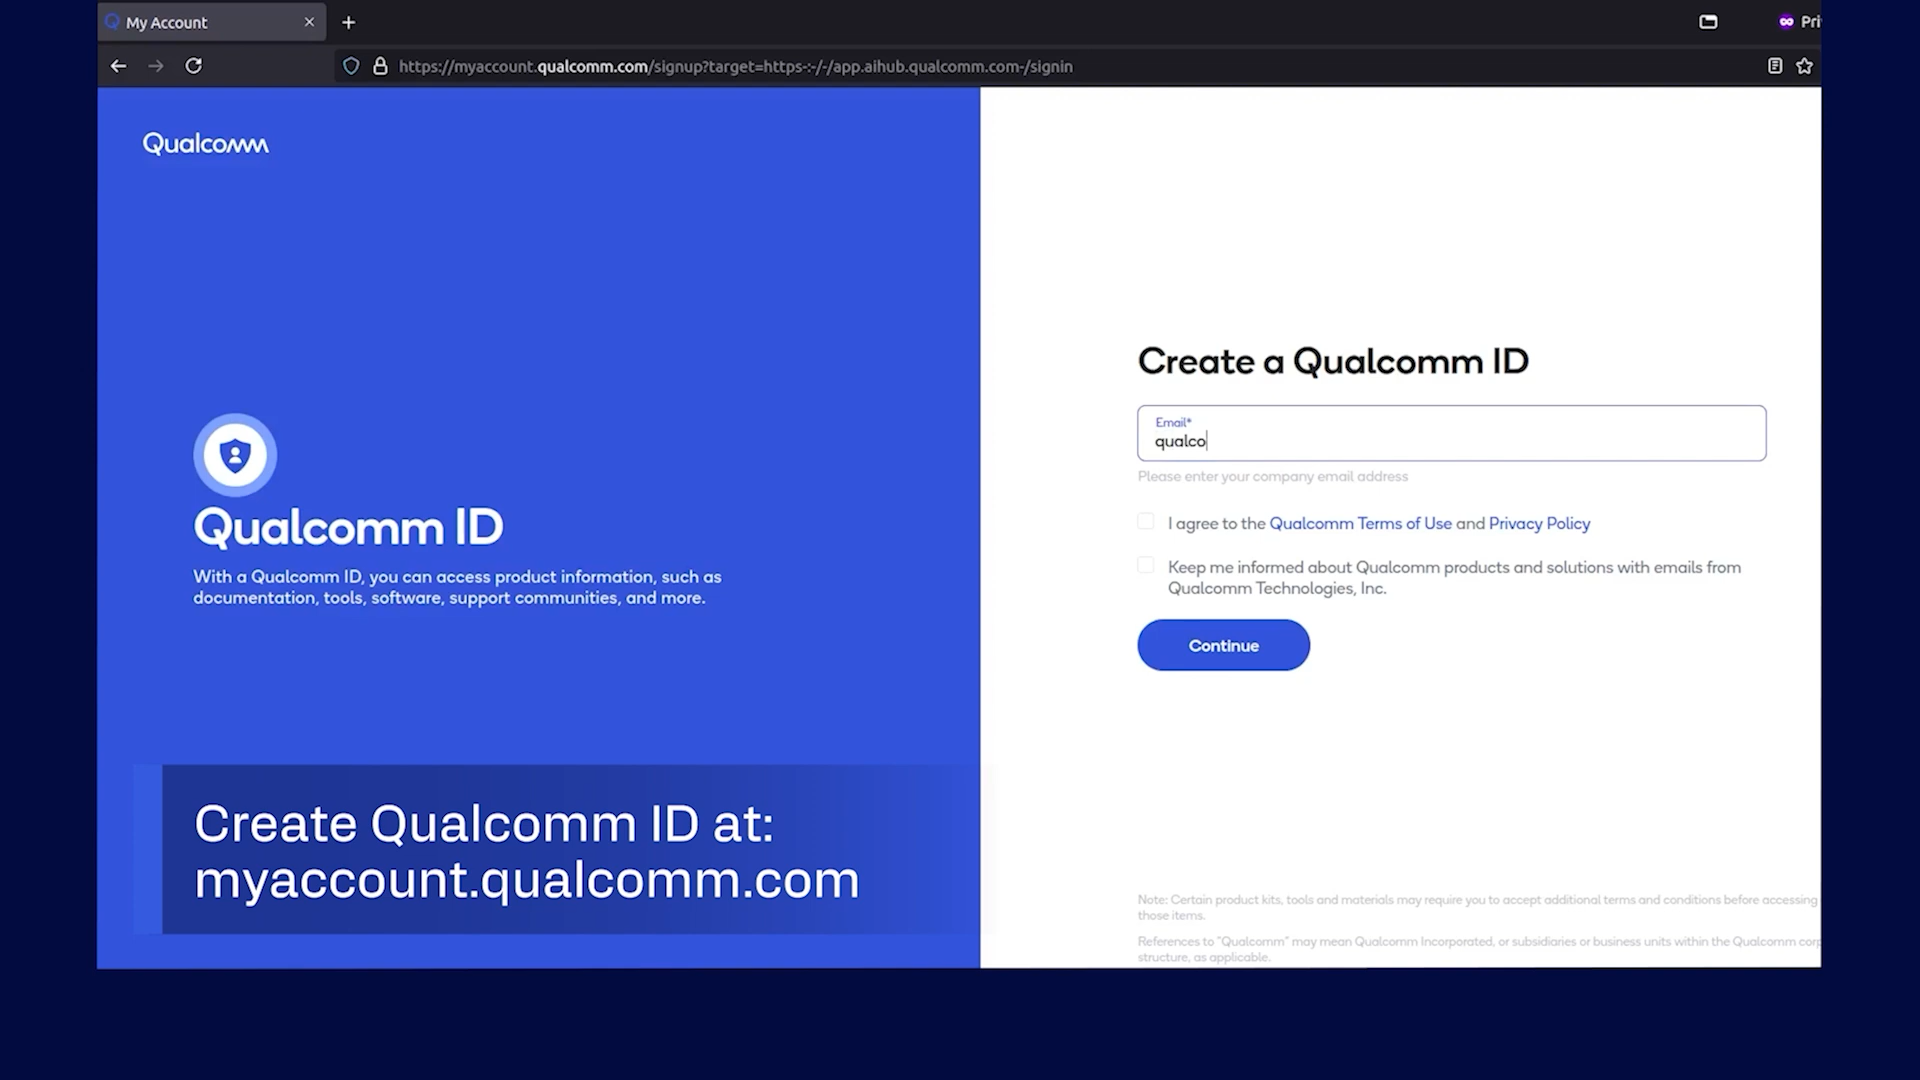 My Account
Pri
https://myaccount.qualcomm.com/signup?target=https-:-/-/app.aihub.qualcomm.com-/signin
Qualcomm
Qualcomm ID
With a Qualcomm ID, you can access product information, such as
documentation, tools, software, support communities, and more.
Create Qualcomm ID at:
myaccount.qualcomm.com
Create a Qualcomm ID
Email*
qualco
Please enter your company email address
I agree to the Qualcomm Terms of Use and Privacy Policy
Keep me informed about Qualcomm products and solutions with emails from
Qualcomm Technologies, Inc.
Continue
Note: Certain product kits, tools and materials may require you to accept additional terms and conditions before accessing
those items.
References to "Qualcomm" may mean Qualcomm Incorporated, or subsidiaries or business units within the Qualcomm corp
structure, as applicable.